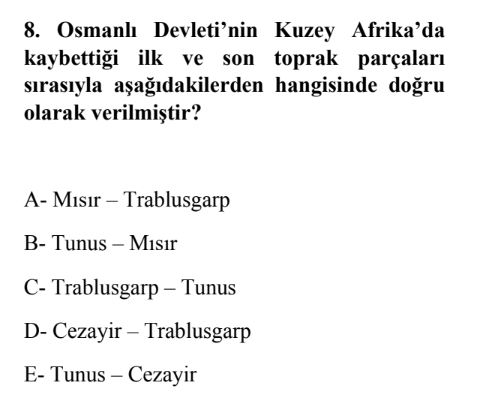 8. Osmanlı Devleti’nin Kuzey Afrika’da
kaybettiği ilk ve son toprak parçaları
sırasıyla aşağıdakilerden hangisinde doğru
olarak verilmiştir?
A- Mısır – Trablusgarp
B- Tunus – Mısır
C- Trablusgarp – Tunus
D- Cezayir – Trablusgarp
E- Tunus – Cezayir